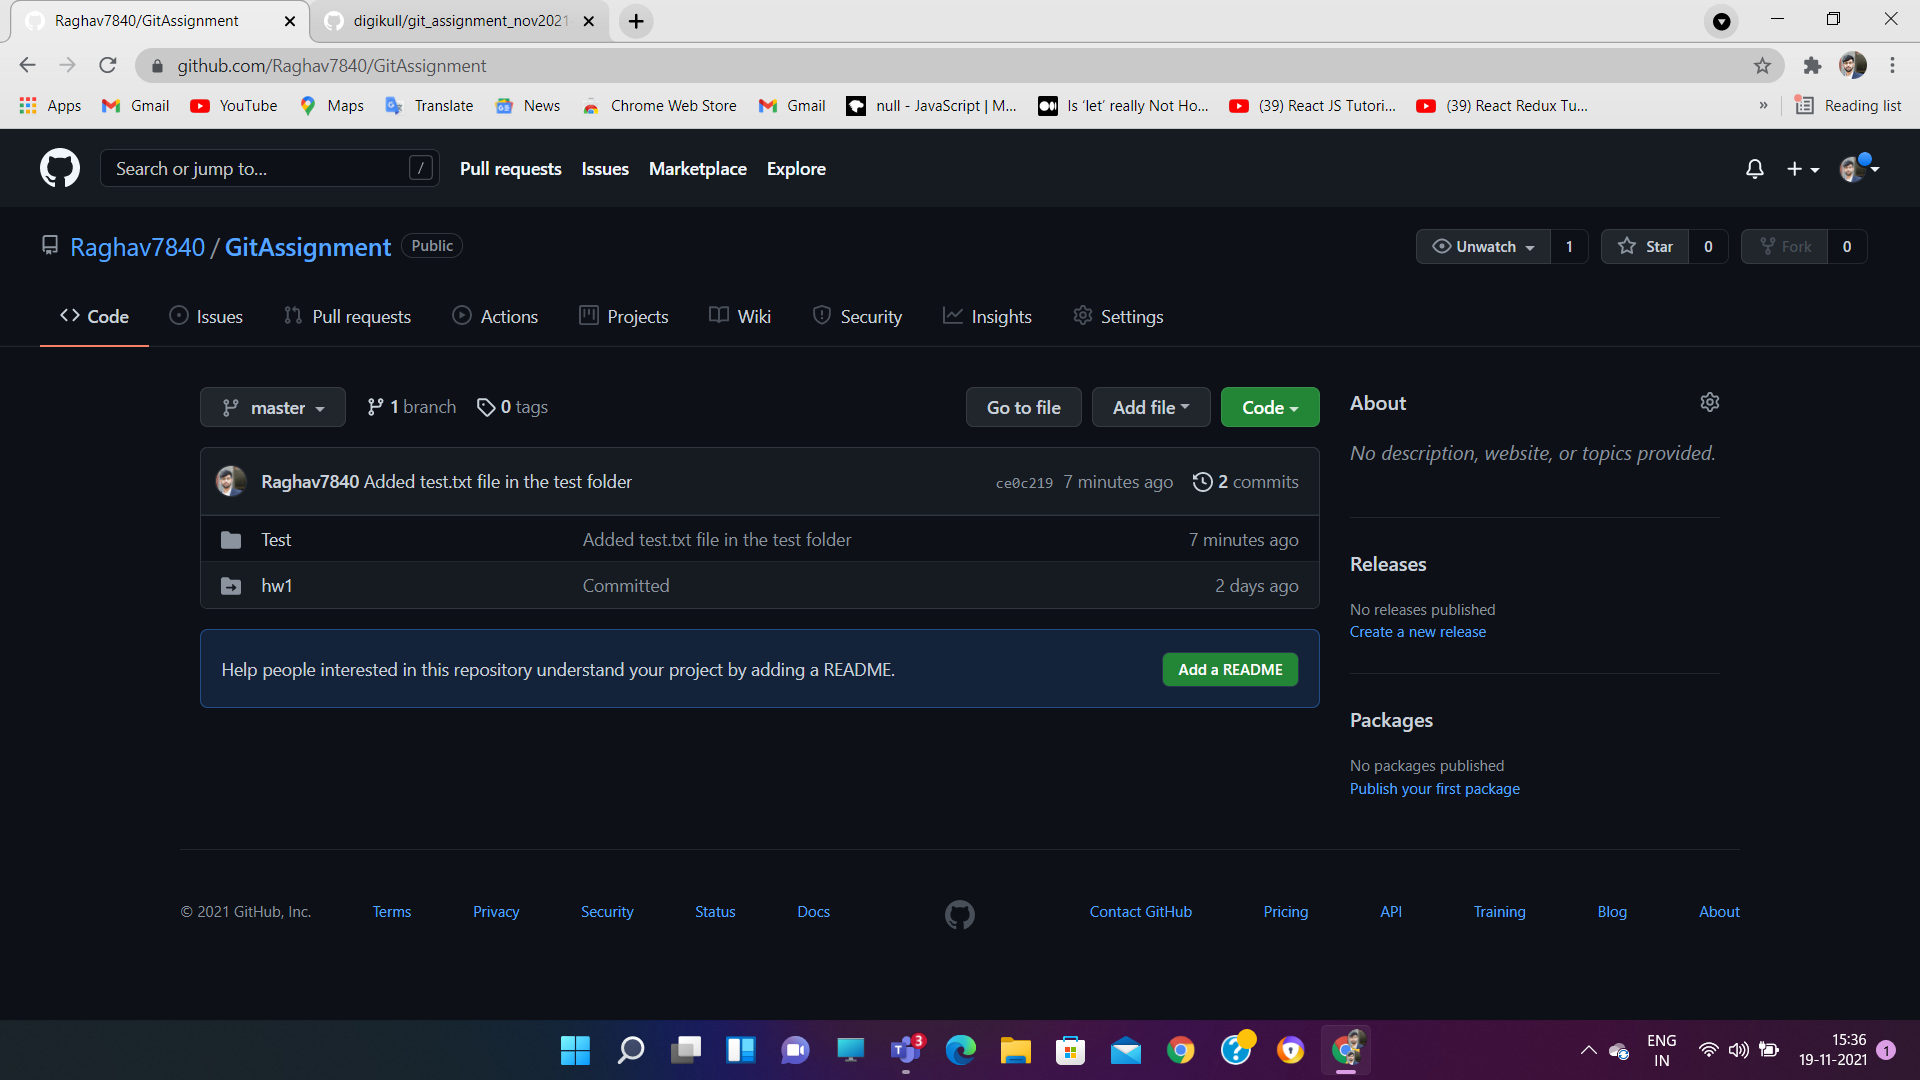 Raghav7840/GitAssignment
digikull/git_assignment_nov2021
github.com/Raghav7840/GitAssignment
Apps Gmail YouTube Maps Translate News Chrome Web Store Gmail null - JavaScript | M... Is ‘let’ really Not Ho... (39) React JS Tutori... (39) React Redux Tu... » Reading list
Search or jump to... /
Pull requests Issues Marketplace Explore
Raghav7840 / GitAssignment Public
Unwatch 1 Star 0 Fork 0
Code Issues Pull requests Actions Projects Wiki Security Insights Settings
master 1 branch 0 tags
Go to file Add file Code
Raghav7840 Added test.txt file in the test folder ce0c219 7 minutes ago 2 commits
Test Added test.txt file in the test folder 7 minutes ago
hw1 Committed 2 days ago
Help people interested in this repository understand your project by adding a README. Add a README
About
No description, website, or topics provided.
Releases
No releases published
Create a new release
Packages
No packages published
Publish your first package
© 2021 GitHub, Inc. Terms Privacy Security Status Docs Contact GitHub Pricing API Training Blog About
3
ENG
IN
15:36
19-11-2021
1